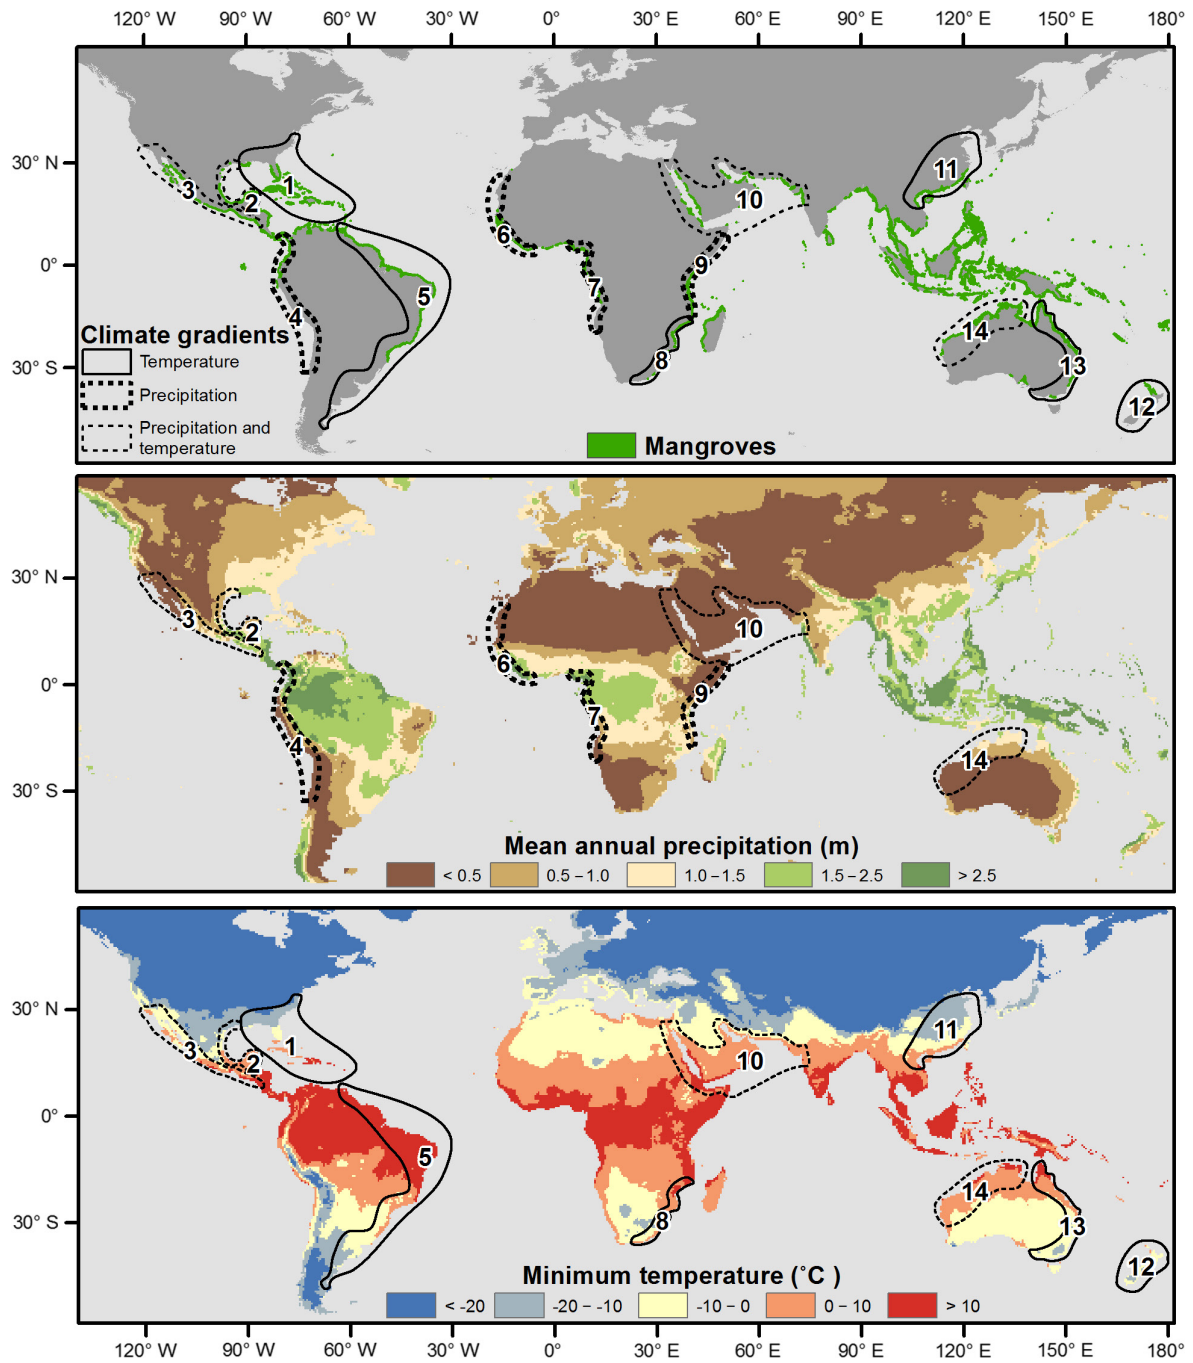 120° W 90° W 60° W 30° W 0° 30° E 60° E 90° E 120° E 150° E 180°
30° N
0°
30° S
1
2
3
4
5
6
7
8
9
10
11
12
13
14
Climate gradients
Temperature
Precipitation
Precipitation and
temperature
Mangroves
30° N
0°
30° S
2
3
4
6
7
9
10
14
Mean annual precipitation (m)
< 0.5 0.5 – 1.0 1.0 – 1.5 1.5 – 2.5 > 2.5
30° N
0°
30° S
1
2
3
5
8
10
11
12
13
14
Minimum temperature (˚C )
< -20 -20 – -10 -10 – 0 0 – 10 > 10
120° W 90° W 60° W 30° W 0° 30° E 60° E 90° E 120° E 150° E 180°